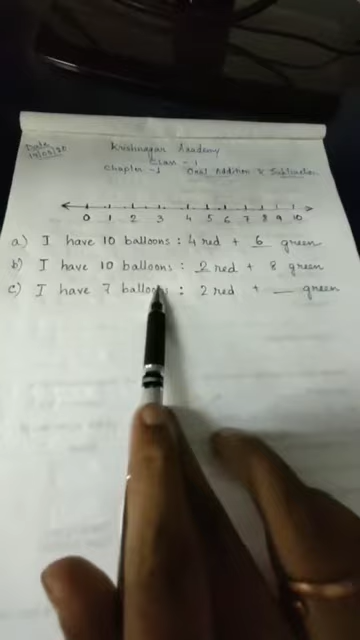 Date
Krishnagar Academy
Class - 1
Chapter - 1 Oral Addition & Subtraction
0 1 2 3 4 5 6 7 8 9 10
a) I have 10 balloons : 4 red + 6 green
b) I have 10 balloons : 2 red + 8 green
c) I have 7 balloons : 2 red + __ green